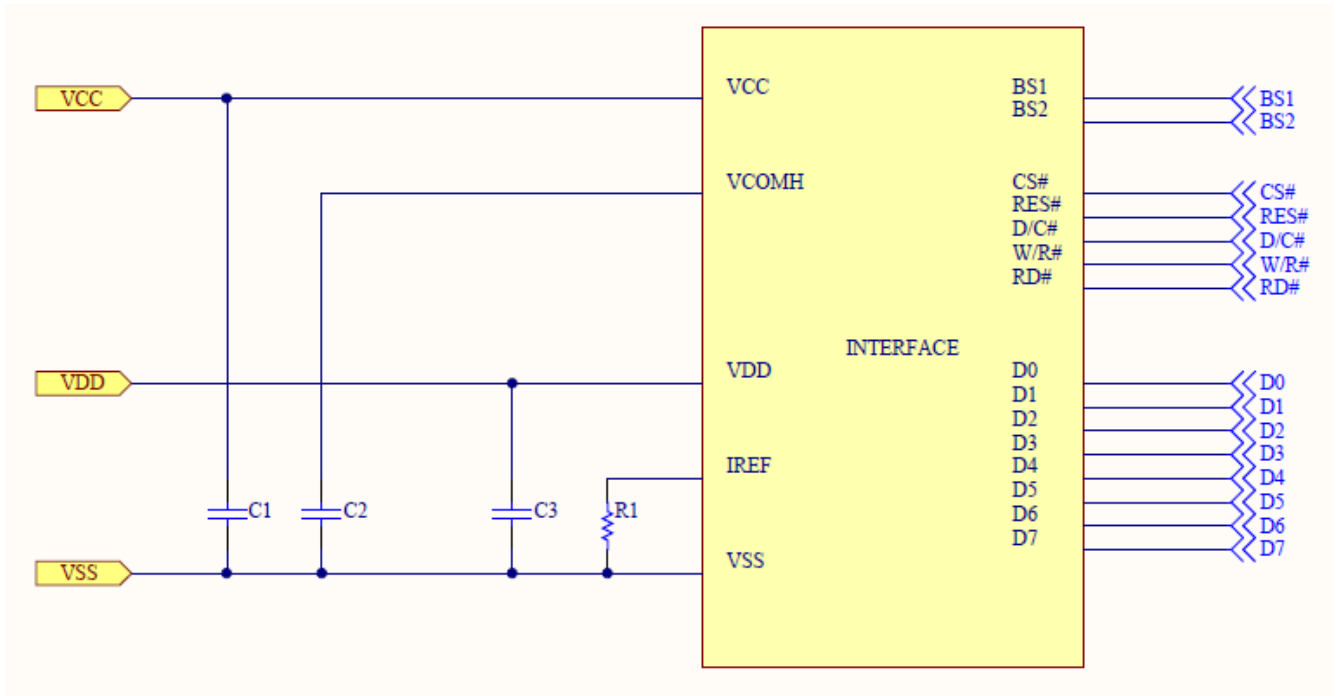 VCC
VCC
BS1
BS1
BS2
BS2
VCOMH
CS#
CS#
RES#
RES#
D/C#
D/C#
W/R#
W/R#
RD#
RD#
INTERFACE
VDD
VDD
D0
D0
D1
D1
D2
D2
D3
D3
IREF
D4
D4
D5
D5
C1
C2
C3
R1
D6
D6
D7
D7
VSS
VSS